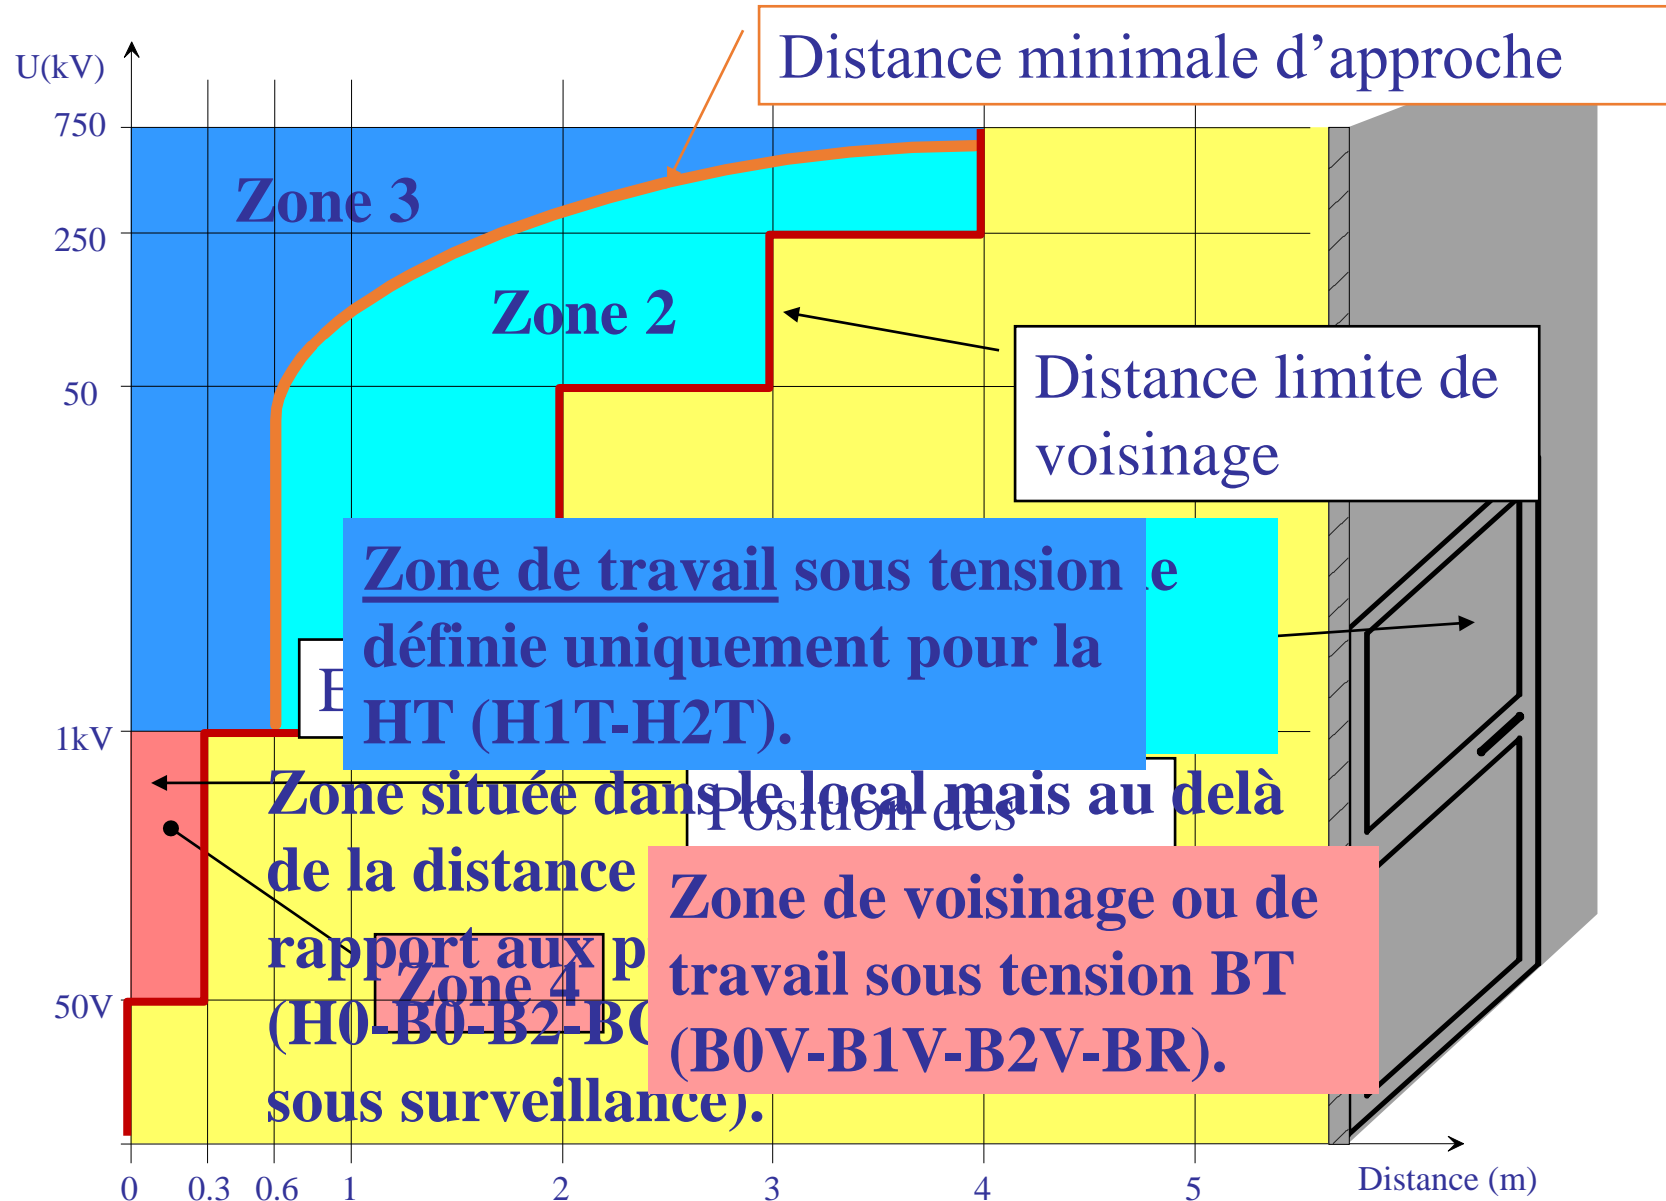 Distance minimale d’approche
U(kV)
750
Zone 3
250
Zone 2
Distance limite de
voisinage
50
Zone de travail sous tension
définie uniquement pour la
HT (H1T-H2T).
1kV
Zone située dans le local mais au delà
Position des
de la distance
rapport aux
Zone 4
(H0-B0-B2-
sous surveillance).
Zone de voisinage ou de
travail sous tension BT
(B0V-B1V-B2V-BR).
50V
0 0.3 0.6 1 2 3 4 5
Distance (m)